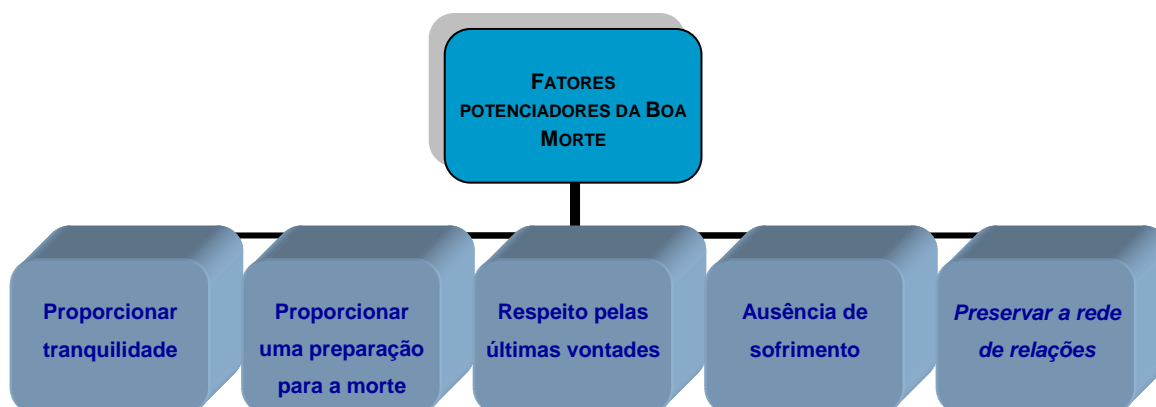 FATORES
POTENCIADORES DA BOA
MORTE
Proporcionar
tranquilidade
Proporcionar
uma preparação
para a morte
Respeito pelas
últimas vontades
Ausência de
sofrimento
Preservar a rede
de relações